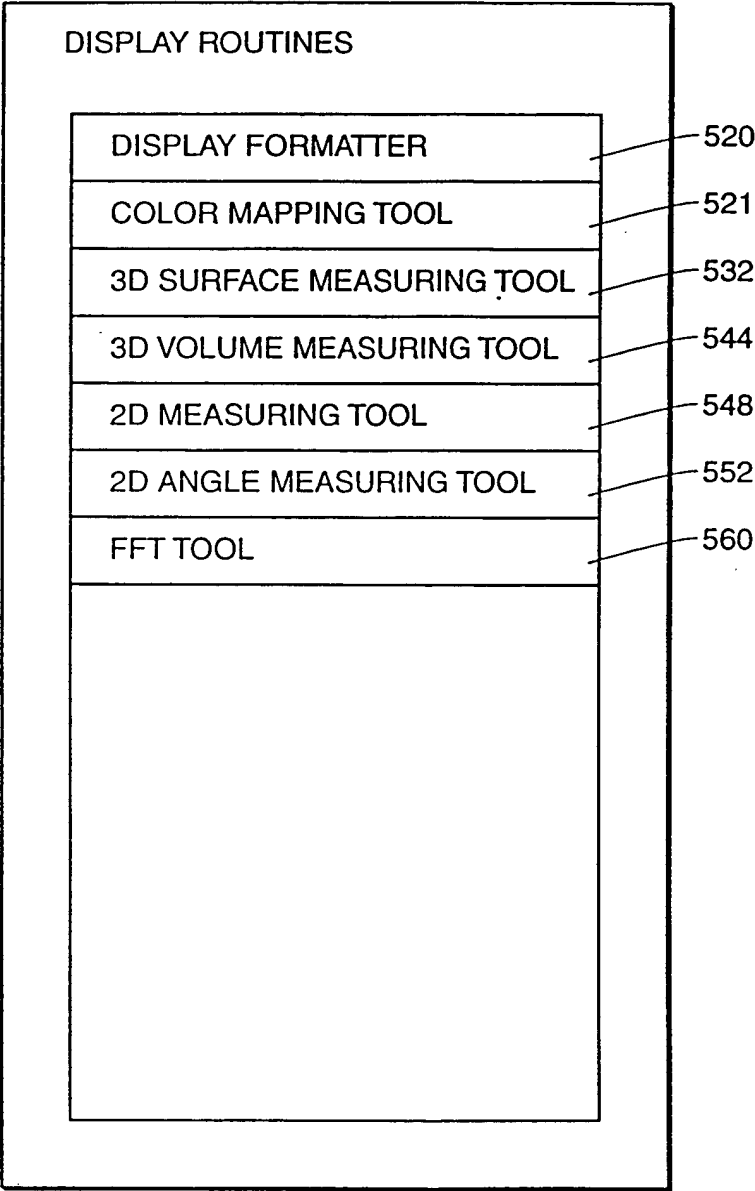 DISPLAY ROUTINES
DISPLAY FORMATTER 520
COLOR MAPPING TOOL 521
3D SURFACE MEASURING TOOL 532
3D VOLUME MEASURING TOOL 544
2D MEASURING TOOL 548
2D ANGLE MEASURING TOOL 552
FFT TOOL 560